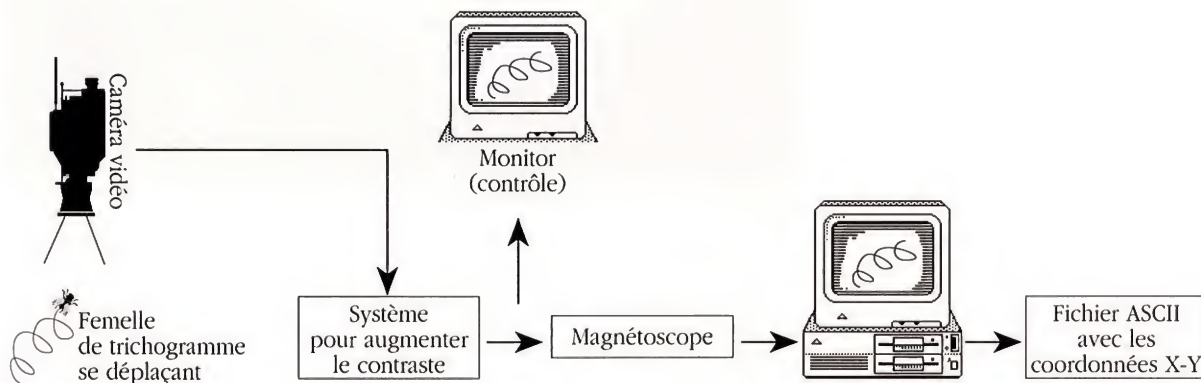 Caméra vidéo
Monitor
(contrôle)
Femelle
de trichogramme
se déplaçant
Système
pour augmenter
le contraste
Magnétoscope
Fichier ASCII
avec les
coordonnées X-Y